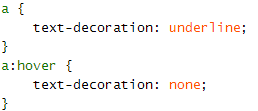 a {
    text-decoration: underline;
}
a:hover {
    text-decoration: none;
}